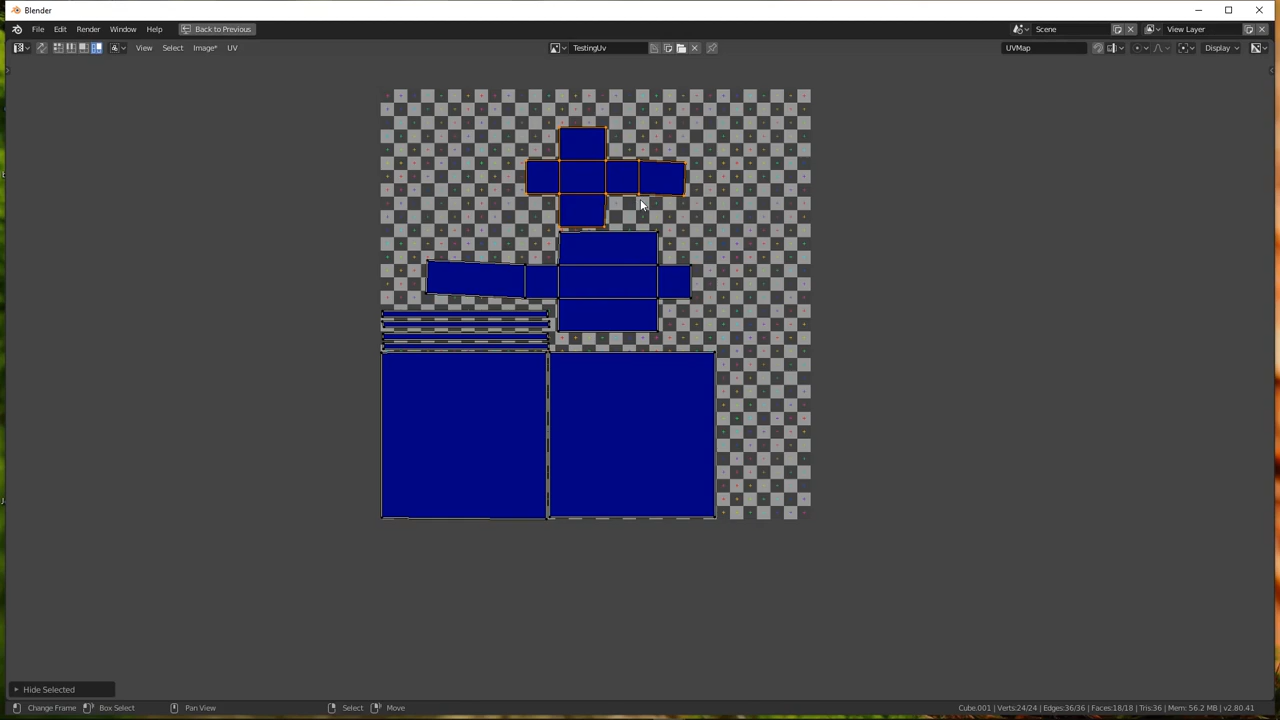 Blender
File Edit Render Window Help Back to Previous Scene View Layer
View Select Image* UV TestingUv UVMap Display
Hide Selected
Change Frame Box Select Pan View Select Move Cube.001 | Verts:24/24 | Edges:36/36 | Faces:18/18 | Tris:36 | Mem: 56.2 MB | v2.80.41